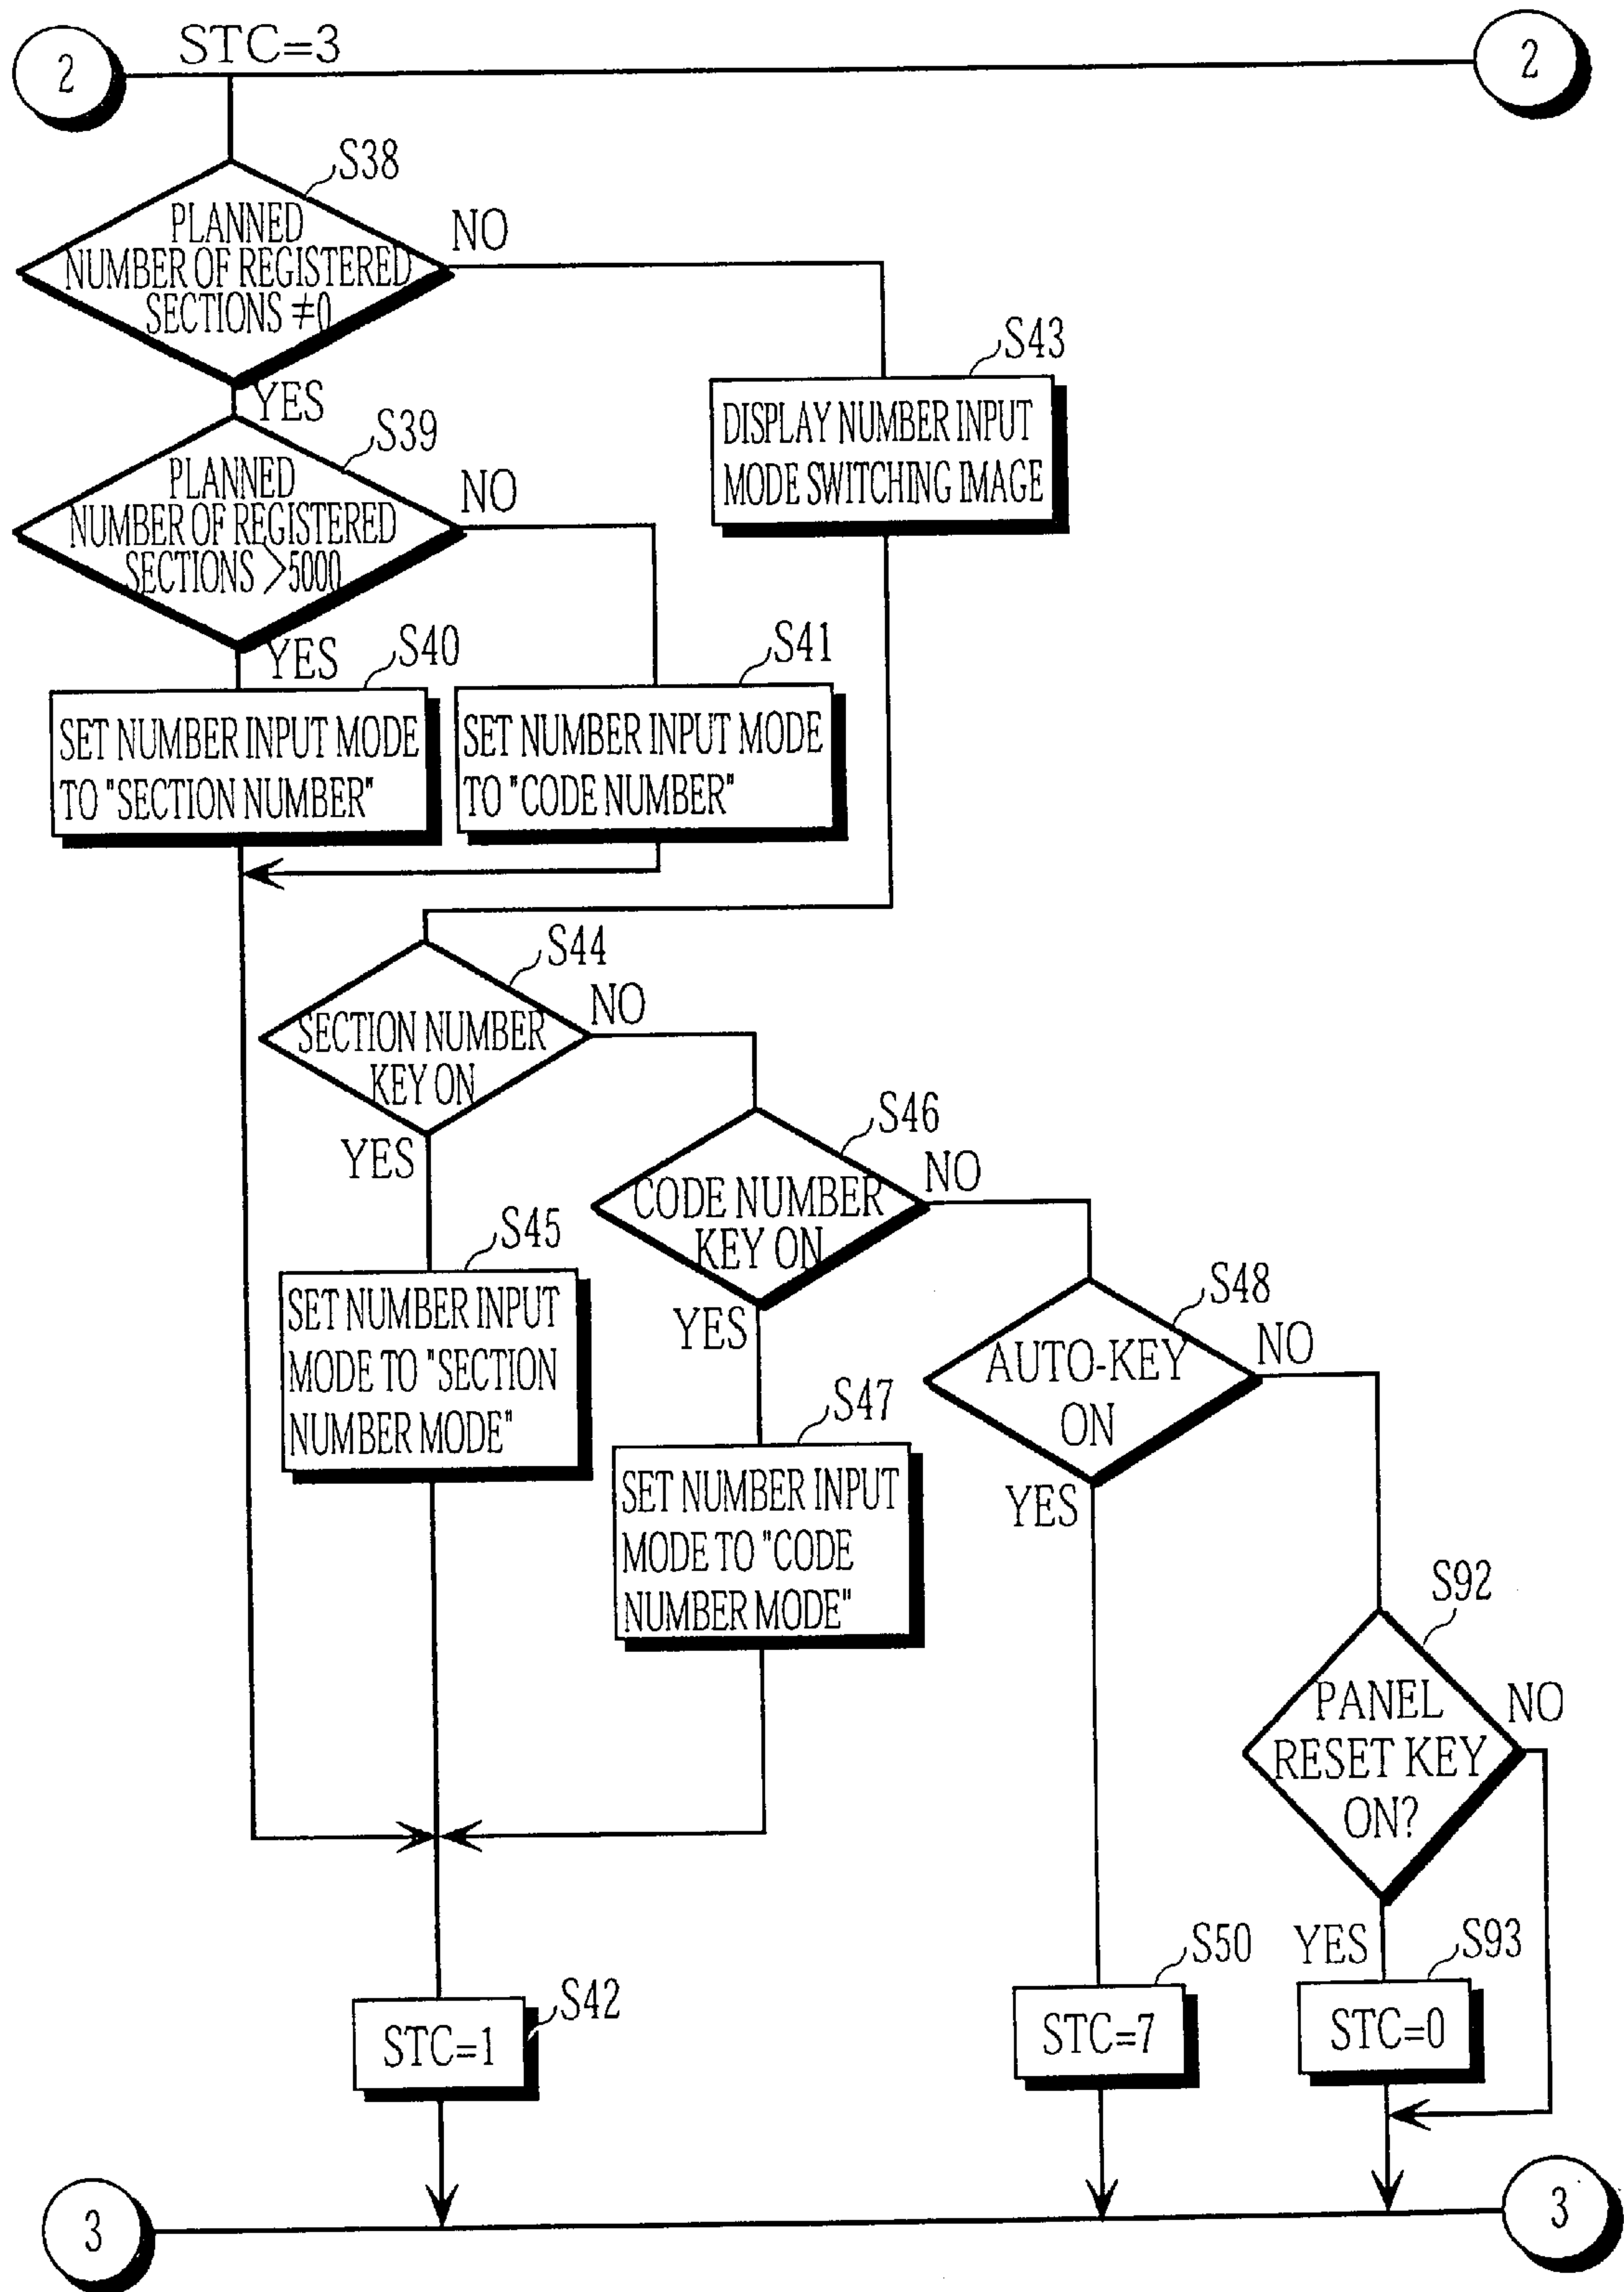 2
STC=3
2
S38
PLANNED
NUMBER OF REGISTERED
SECTIONS ≠0
NO
YES
S43
DISPLAY NUMBER INPUT
MODE SWITCHING IMAGE
S39
PLANNED
NUMBER OF REGISTERED
SECTIONS >5000
NO
YES
S40
SET NUMBER INPUT MODE
TO "SECTION NUMBER"
S41
SET NUMBER INPUT MODE
TO "CODE NUMBER"
S44
SECTION NUMBER
KEY ON
NO
YES
S46
CODE NUMBER
KEY ON
NO
YES
S45
SET NUMBER INPUT
MODE TO "SECTION
NUMBER MODE"
S48
AUTO-KEY
ON
NO
YES
S47
SET NUMBER INPUT
MODE TO "CODE
NUMBER MODE"
S92
PANEL
RESET KEY
ON?
NO
YES
S42
STC=1
S50
STC=7
S93
STC=0
3
3